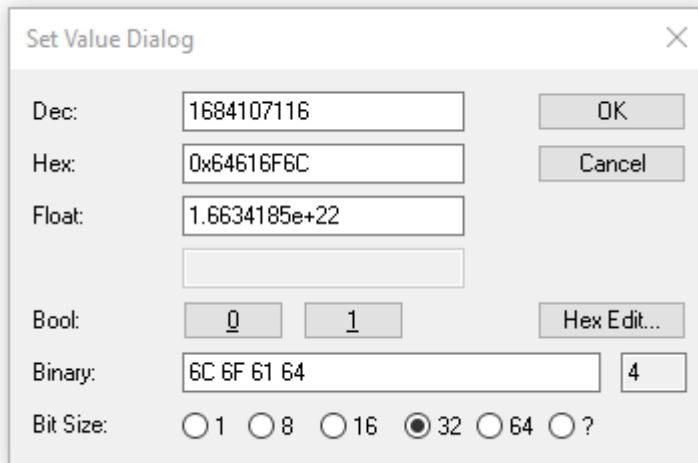 Set Value Dialog
Dec: 1684107116 OK
Hex: 0x64616F6C Cancel
Float: 1.6634185e+22
Bool: 0 1 Hex Edit...
Binary: 6C 6F 61 64 4
Bit Size: 1 8 16 32 64 ?